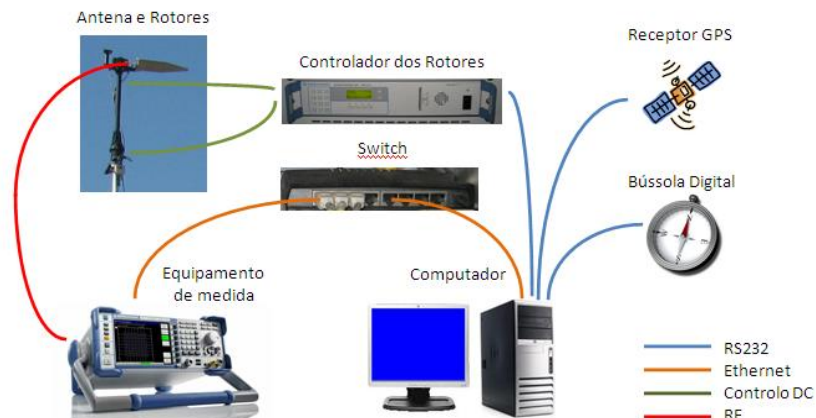 Antena e Rotores
Controlador dos Rotores
Receptor GPS
Switch
Bússola Digital
Equipamento
de medida
Computador
RS232
Ethernet
Controlo DC
RF